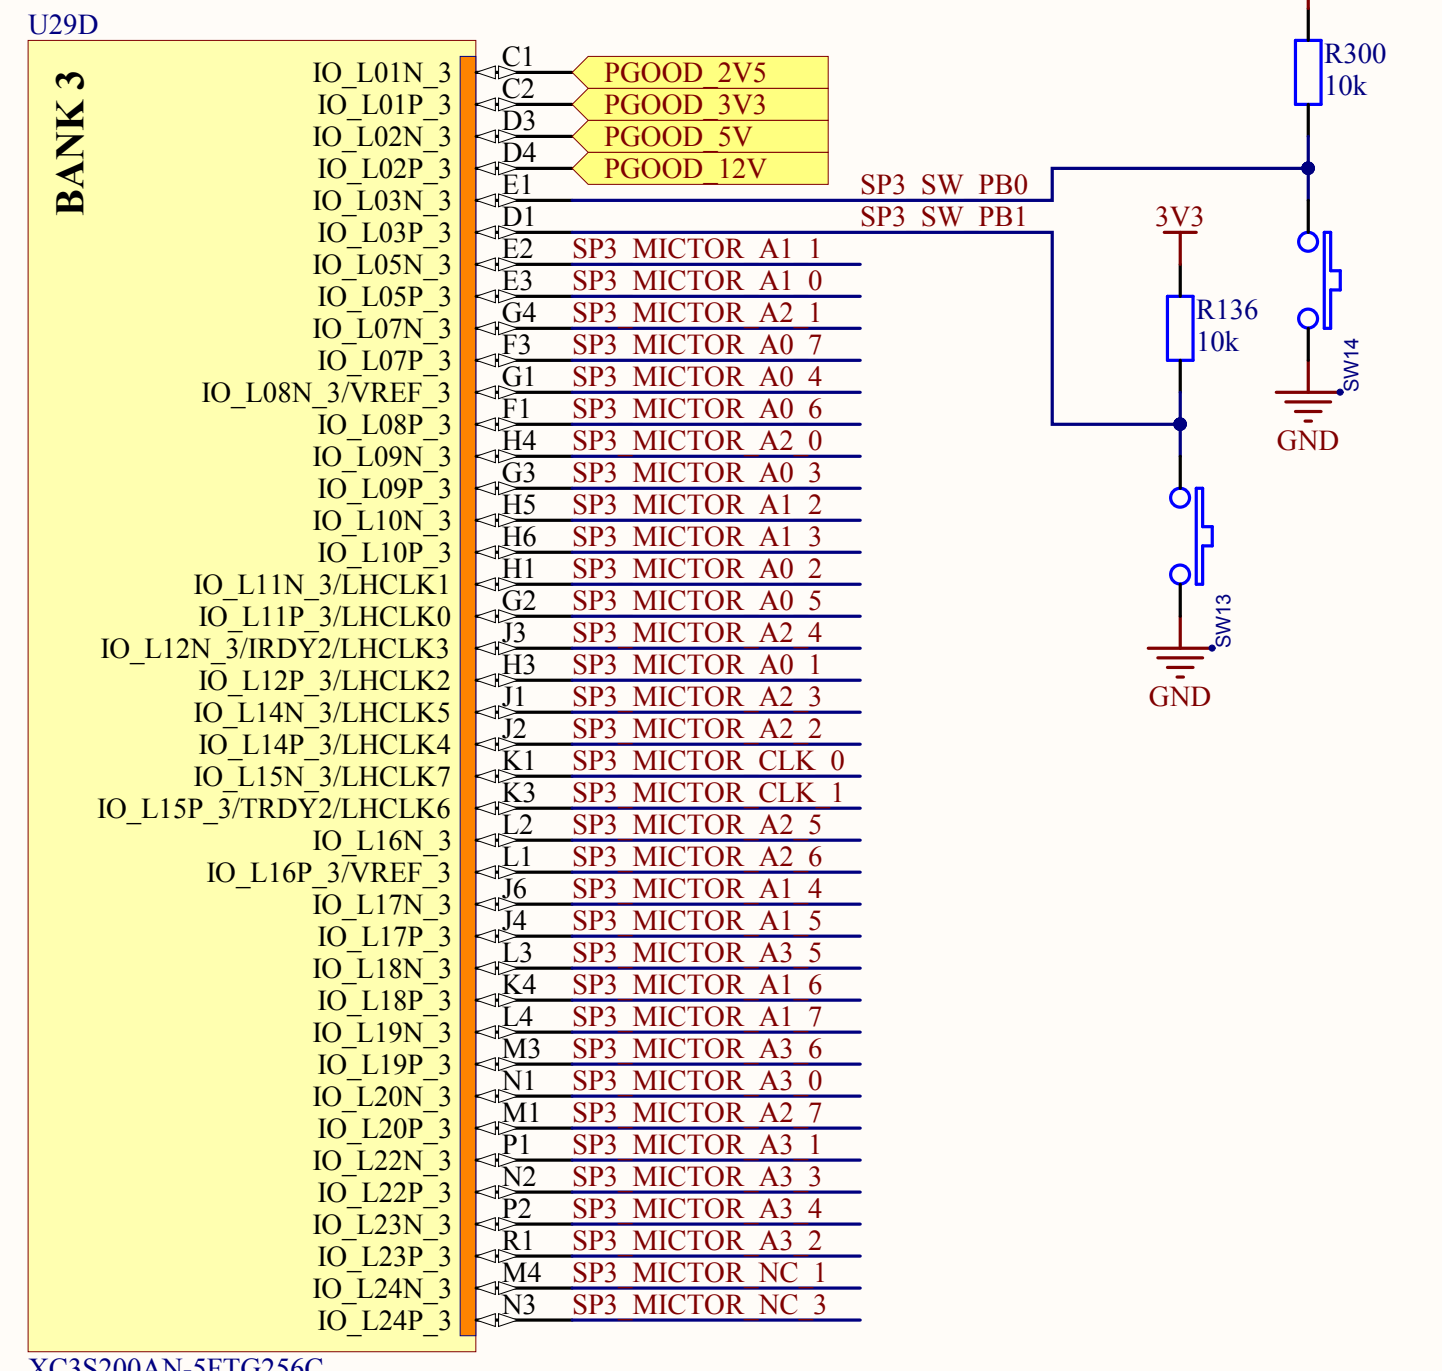 U29D
BANK 3
IO_L01N_3 C1 PGOOD_2V5
IO_L01P_3 C2 PGOOD_3V3
IO_L02N_3 D3 PGOOD_5V
IO_L02P_3 D4 PGOOD_12V
IO_L03N_3 E1 SP3_SW_PB0
IO_L03P_3 D1 SP3_SW_PB1
IO_L05N_3 E2 SP3_MICTOR_A1_1
IO_L05P_3 E3 SP3_MICTOR_A1_0
IO_L07N_3 G4 SP3_MICTOR_A2_1
IO_L07P_3 F3 SP3_MICTOR_A0_7
IO_L08N_3/VREF_3 G1 SP3_MICTOR_A0_4
IO_L08P_3 F1 SP3_MICTOR_A0_6
IO_L09N_3 H4 SP3_MICTOR_A2_0
IO_L09P_3 G3 SP3_MICTOR_A0_3
IO_L10N_3 H5 SP3_MICTOR_A1_2
IO_L10P_3 H6 SP3_MICTOR_A1_3
IO_L11N_3/LHCLK1 H1 SP3_MICTOR_A0_2
IO_L11P_3/LHCLK0 G2 SP3_MICTOR_A0_5
IO_L12N_3/IRDY2/LHCLK3 J3 SP3_MICTOR_A2_4
IO_L12P_3/LHCLK2 H3 SP3_MICTOR_A0_1
IO_L14N_3/LHCLK5 J1 SP3_MICTOR_A2_3
IO_L14P_3/LHCLK4 J2 SP3_MICTOR_A2_2
IO_L15N_3/LHCLK7 K1 SP3_MICTOR_CLK_0
IO_L15P_3/TRDY2/LHCLK6 K3 SP3_MICTOR_CLK_1
IO_L16N_3 L2 SP3_MICTOR_A2_5
IO_L16P_3/VREF_3 L1 SP3_MICTOR_A2_6
IO_L17N_3 J6 SP3_MICTOR_A1_4
IO_L17P_3 J4 SP3_MICTOR_A1_5
IO_L18N_3 L3 SP3_MICTOR_A3_5
IO_L18P_3 K4 SP3_MICTOR_A1_6
IO_L19N_3 L4 SP3_MICTOR_A1_7
IO_L19P_3 M3 SP3_MICTOR_A3_6
IO_L20N_3 N1 SP3_MICTOR_A3_0
IO_L20P_3 M1 SP3_MICTOR_A2_7
IO_L22N_3 P1 SP3_MICTOR_A3_1
IO_L22P_3 N2 SP3_MICTOR_A3_3
IO_L23N_3 P2 SP3_MICTOR_A3_4
IO_L23P_3 R1 SP3_MICTOR_A3_2
IO_L24N_3 M4 SP3_MICTOR_NC_1
IO_L24P_3 N3 SP3_MICTOR_NC_3
XC3S200AN-5FTG256C
R300
10k
SW14
GND
3V3
R136
10k
SW13
GND